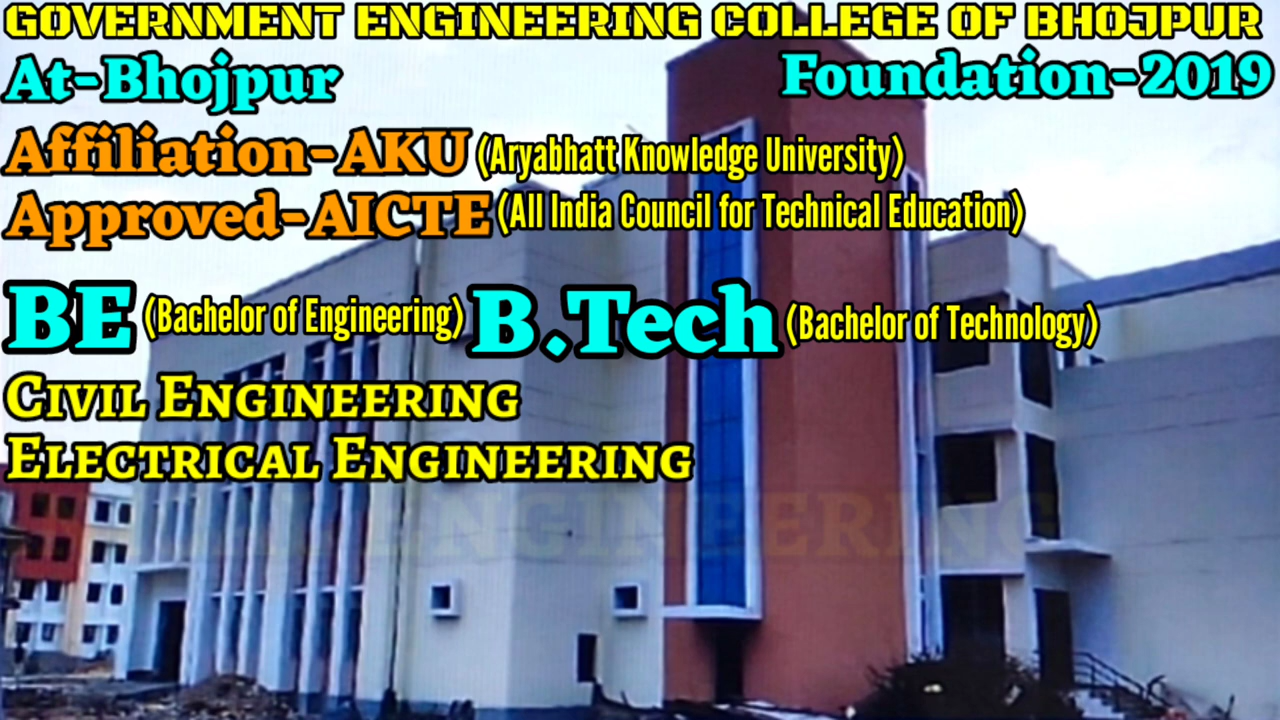 GOVERNMENT ENGINEERING COLLEGE OF BHOJPUR
At-Bhojpur Foundation-2019
Affiliation-AKU (Aryabhatt Knowledge University)
Approved-AICTE (All India Council for Technical Education)
BE (Bachelor of Engineering) B.Tech (Bachelor of Technology)
CIVIL ENGINEERING
ELECTRICAL ENGINEERING
ENGINEERING